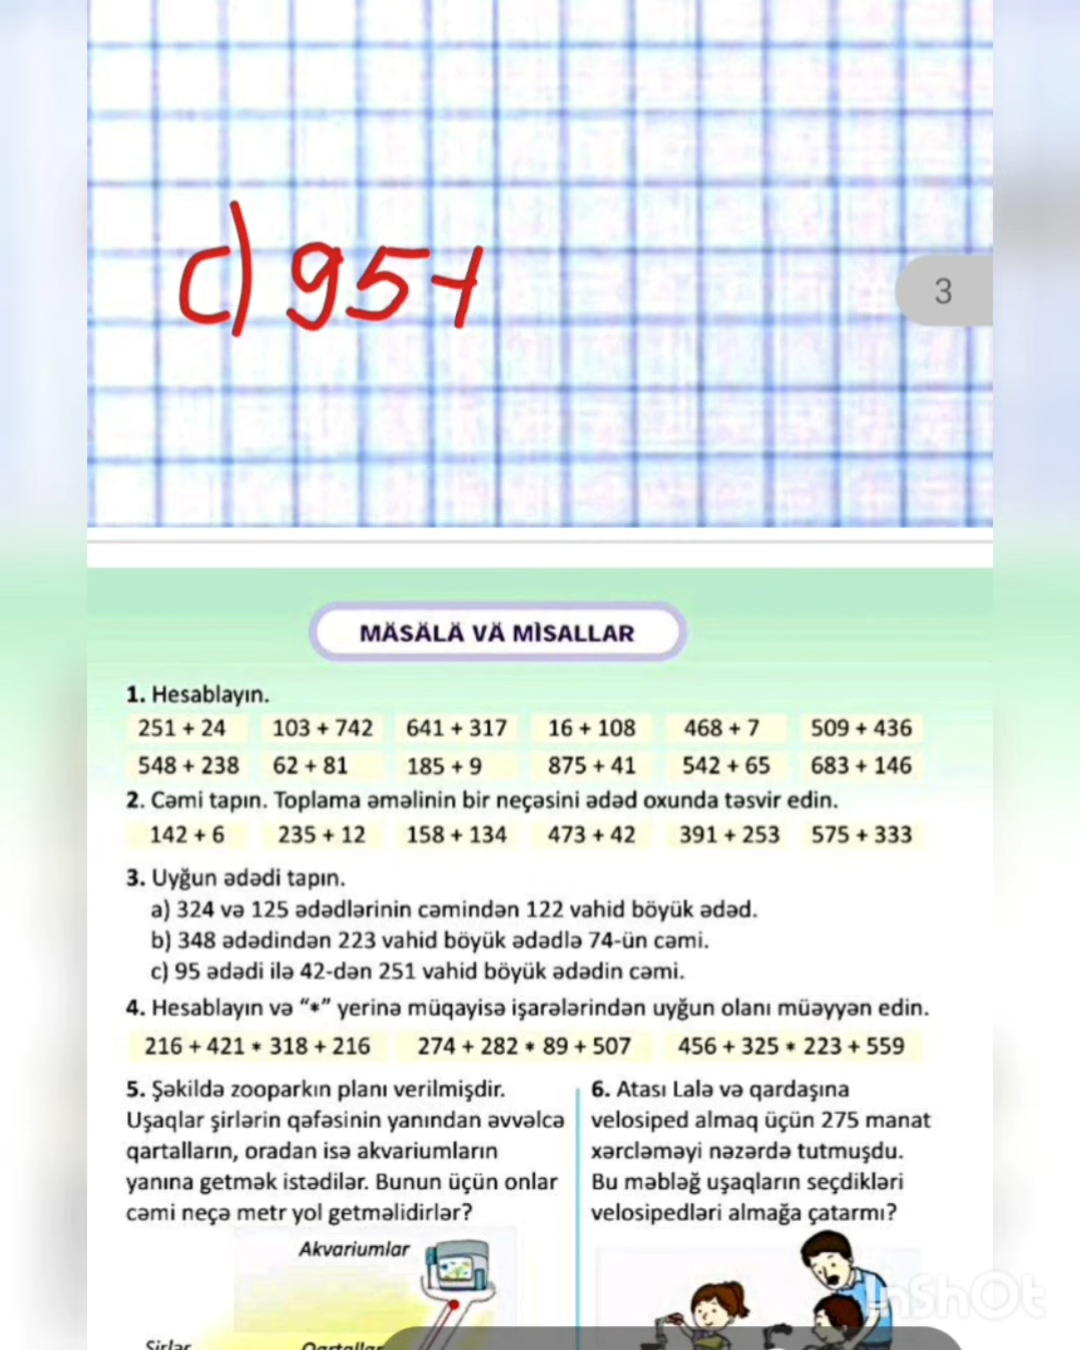 c) 95+
3
MÄSÄLÄ VÄ MÌSALLAR
1. Hesablayın.
251 + 24 103 + 742 641 + 317 16 + 108 468 + 7 509 + 436
548 + 238 62 + 81 185 + 9 875 + 41 542 + 65 683 + 146
2. Cəmi tapın. Toplama əməlinin bir neçəsini ədəd oxunda təsvir edin.
142 + 6 235 + 12 158 + 134 473 + 42 391 + 253 575 + 333
3. Uyğun ədədi tapın.
a) 324 və 125 ədədlərinin cəmindən 122 vahid böyük ədəd.
b) 348 ədədindən 223 vahid böyük ədədlə 74-ün cəmi.
c) 95 ədədi ilə 42-dən 251 vahid böyük ədədin cəmi.
4. Hesablayın və “*” yerinə müqayisə işarələrindən uyğun olanı müəyyən edin.
216 + 421 * 318 + 216 274 + 282 * 89 + 507 456 + 325 * 223 + 559
5. Şəkildə zooparkın planı verilmişdir.
Uşaqlar şirlərin qəfəsinin yanından əvvəlcə
qartalların, oradan isə akvariumların
yanına getmək istədilər. Bunun üçün onlar
cəmi neçə metr yol getməlidirlər?
Akvariumlar
Şirlər Qartallar
6. Atası Lalə və qardaşına
velosiped almaq üçün 275 manat
xərcləməyi nəzərdə tutmuşdu.
Bu məbləğ uşaqların seçdikləri
velosipedləri almağa çatarmı?
InShOt